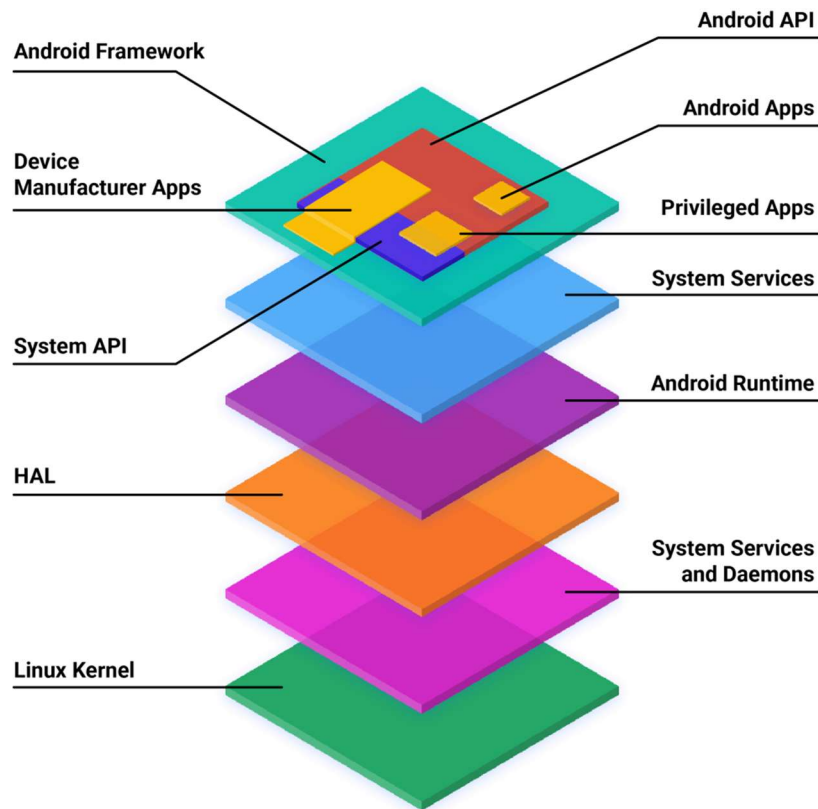 Android API
Android Framework
Android Apps
Device
Manufacturer Apps
Privileged Apps
System Services
System API
Android Runtime
HAL
System Services
and Daemons
Linux Kernel